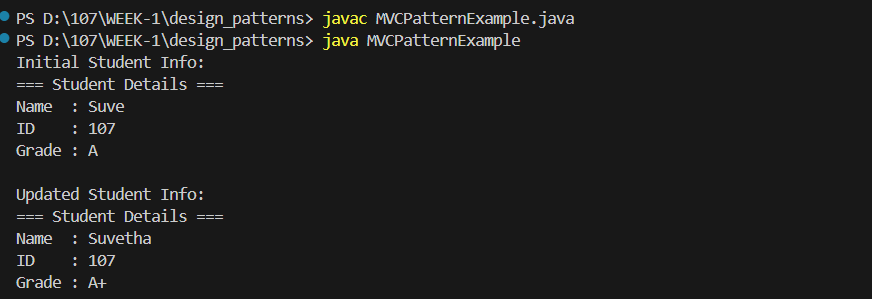 PS D:\107\WEEK-1\design_patterns> javac MVCPatternExample.java
PS D:\107\WEEK-1\design_patterns> java MVCPatternExample
Initial Student Info:
=== Student Details ===
Name  : Suve
ID    : 107
Grade : A

Updated Student Info:
=== Student Details ===
Name  : Suvetha
ID    : 107
Grade : A+